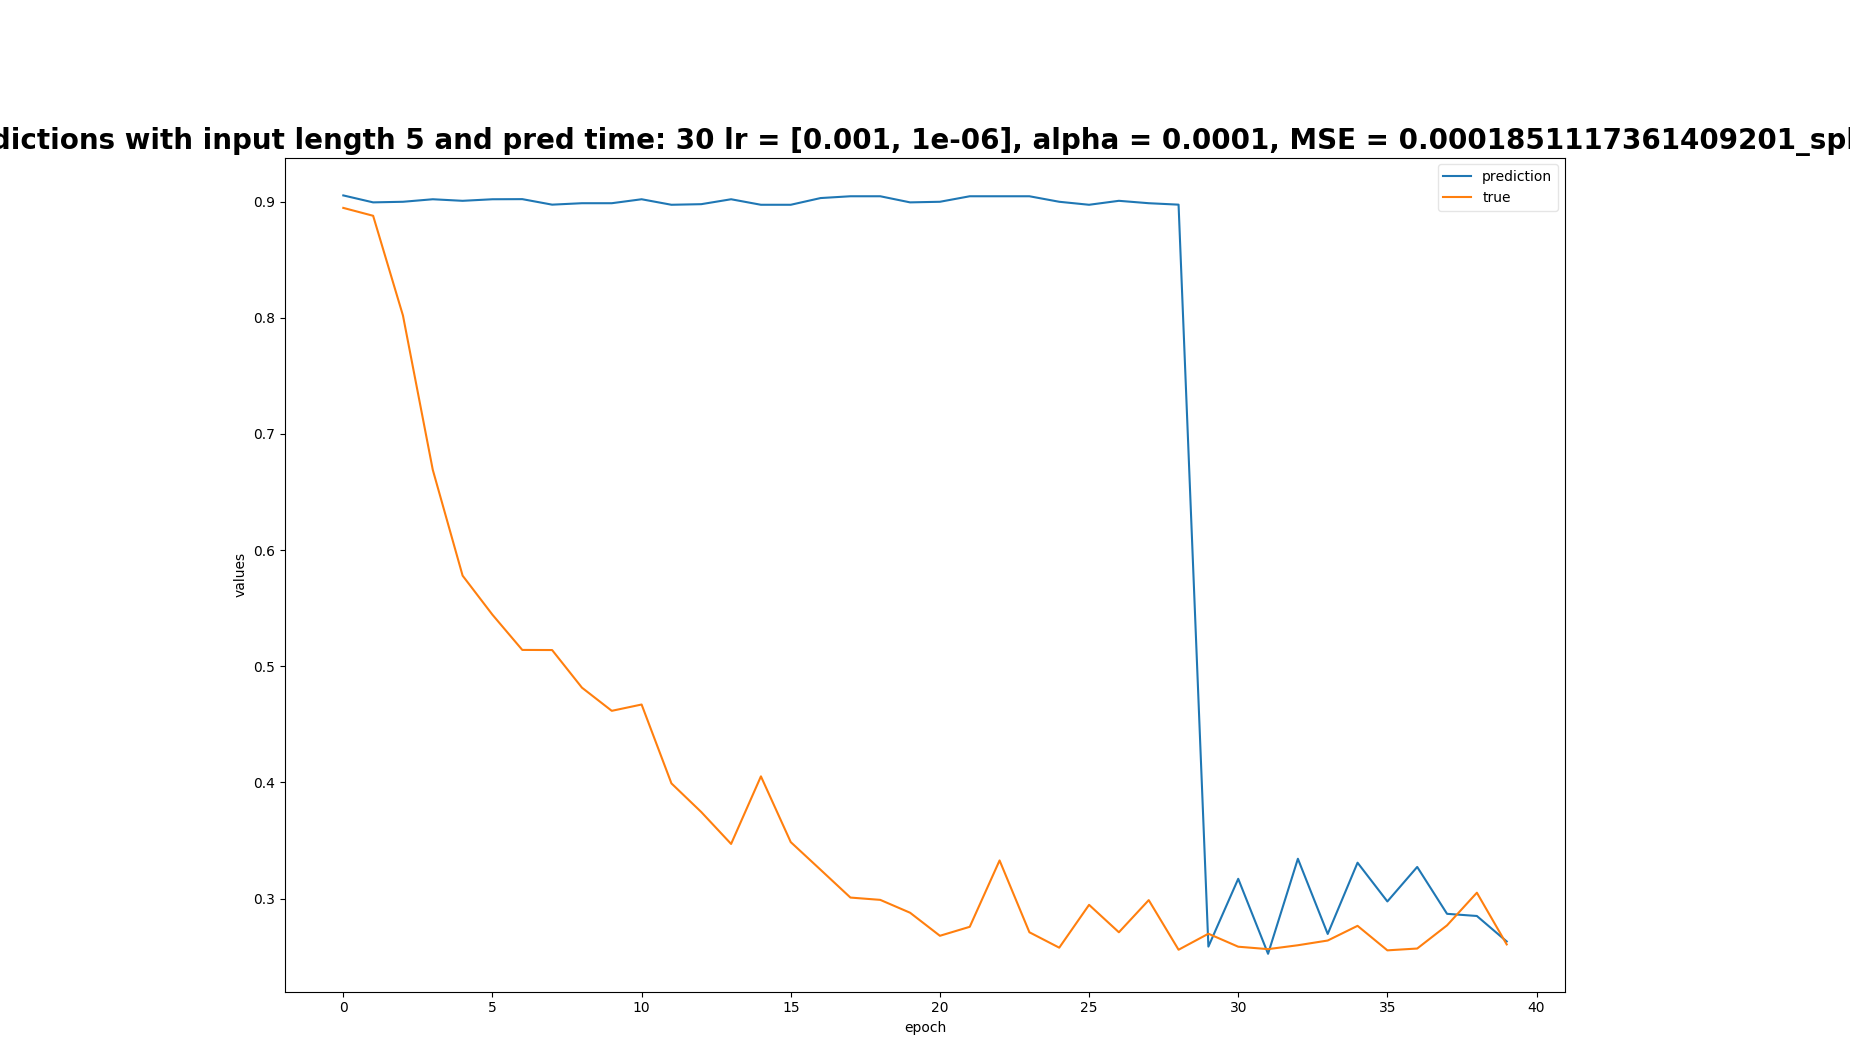 dictions with input length 5 and pred time: 30 lr = [0.001, 1e-06], alpha = 0.0001, MSE = 0.0001851117361409201_spl
prediction
true
0.9
0.8
0.7
0.6
0.5
0.4
0.3
values
0 5 10 15 20 25 30 35 40
epoch